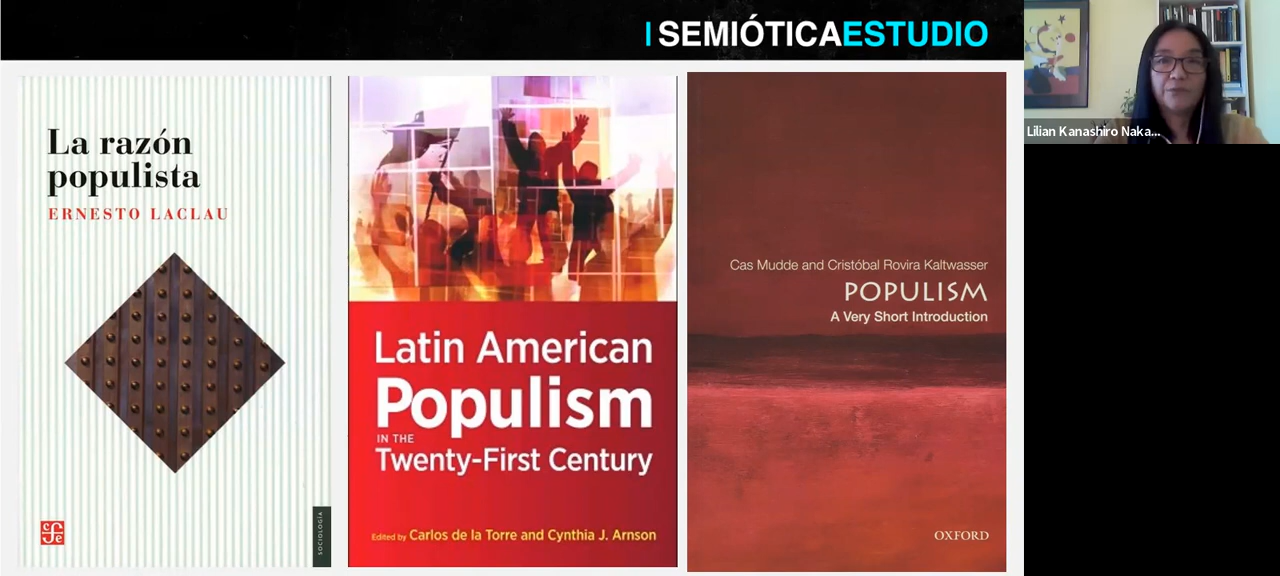 SEMIÓTICAESTUDIO
La razón
populista
ERNESTO LACLAU
cfe
SOCIOLOGÍA
Latin American
Populism
IN THE
Twenty-First Century
Edited by Carlos de la Torre and Cynthia J. Arnson
Cas Mudde and Cristóbal Rovira Kaltwasser
POPULISM
A Very Short Introduction
OXFORD
Lilian Kanashiro Naka...